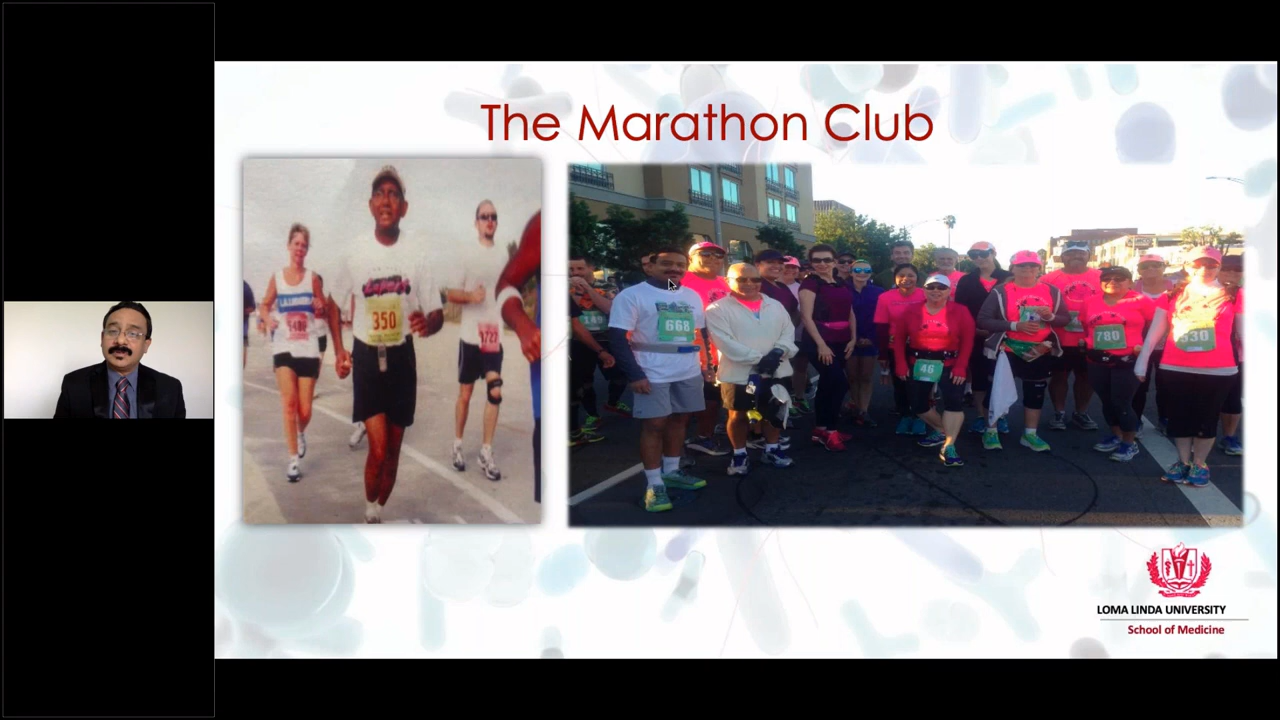 The Marathon Club
350
668
46
780
LOMA LINDA UNIVERSITY
School of Medicine